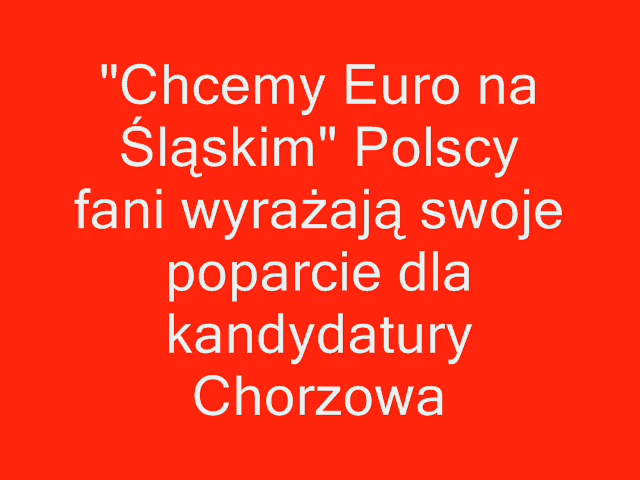 "Chcemy Euro na
Śląskim" Polscy
fani wyrażają swoje
poparcie dla
kandydatury
Chorzowa